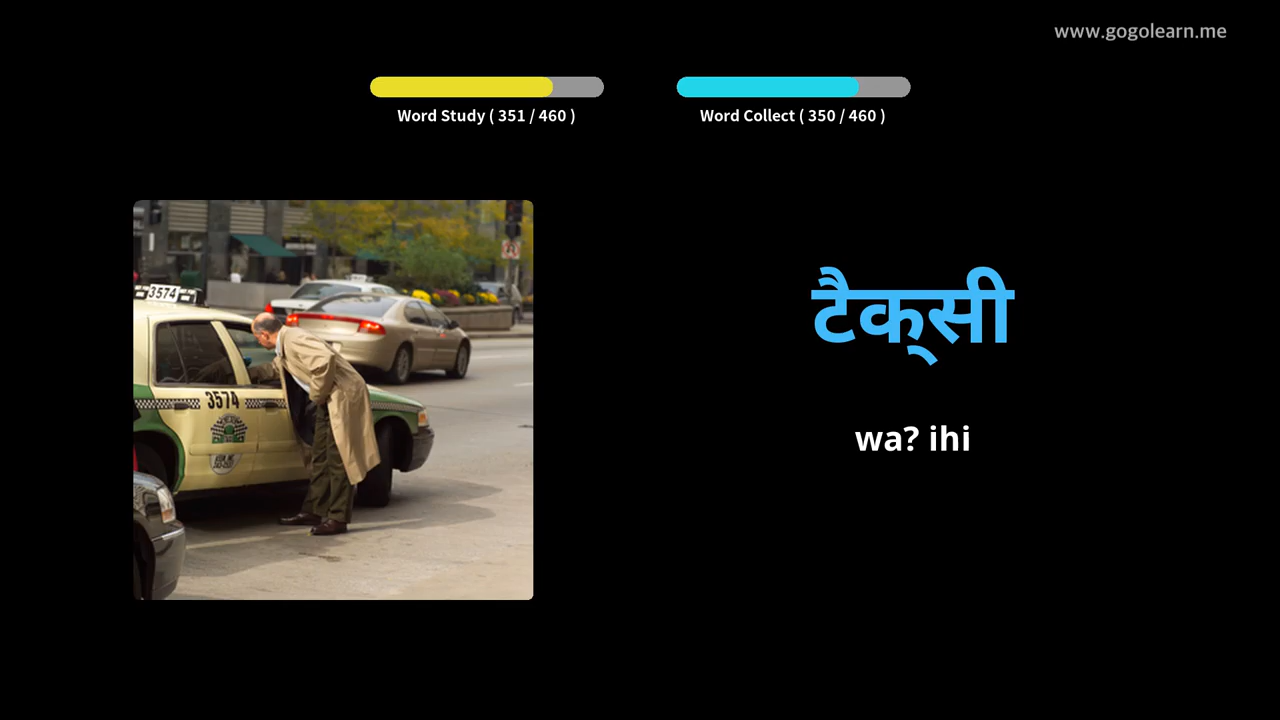 www.gogolearn.me
Word Study ( 351 / 460 )
Word Collect ( 350 / 460 )
3574
3574
टैक्‌सी
wa? ihi